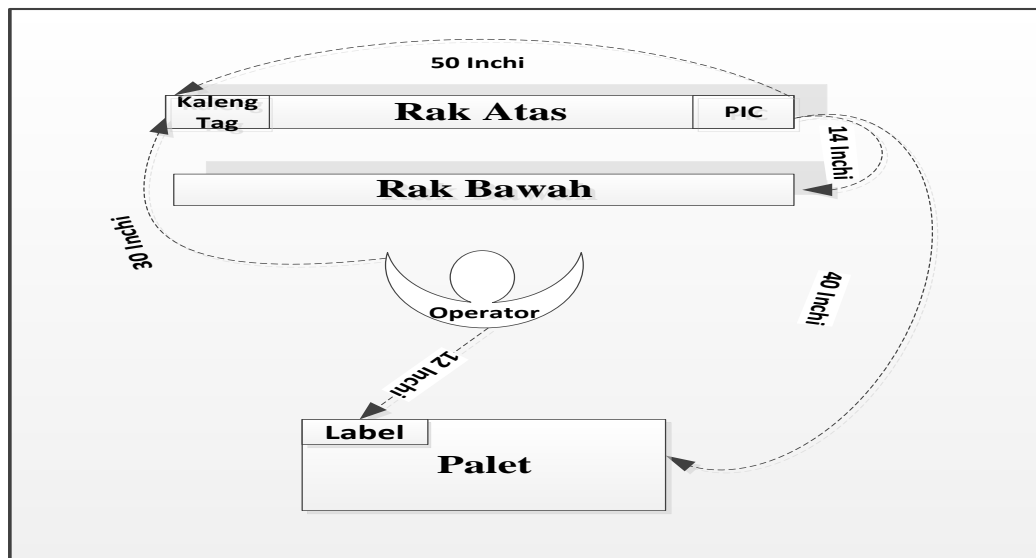 50 Inchi
Kaleng
Tag
Rak Atas
PIC
14 Inchi
Rak Bawah
30 Inchi
Operator
40 Inchi
12 Inchi
Label
Palet